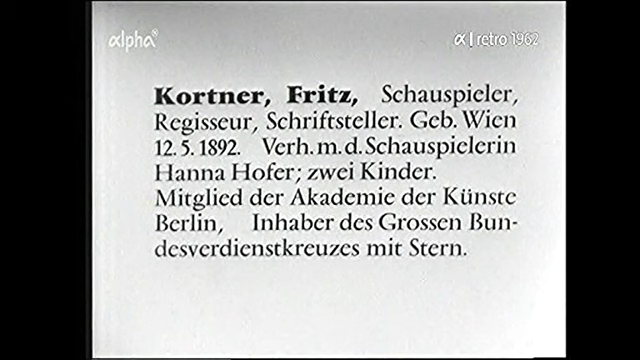 alpha
α|retro 1962
Kortner, Fritz, Schauspieler,
Regisseur, Schriftsteller. Geb. Wien
12. 5. 1892. Verh. m. d. Schauspielerin
Hanna Hofer; zwei Kinder.
Mitglied der Akademie der Künste
Berlin, Inhaber des Grossen Bun-
desverdienstkreuzes mit Stern.